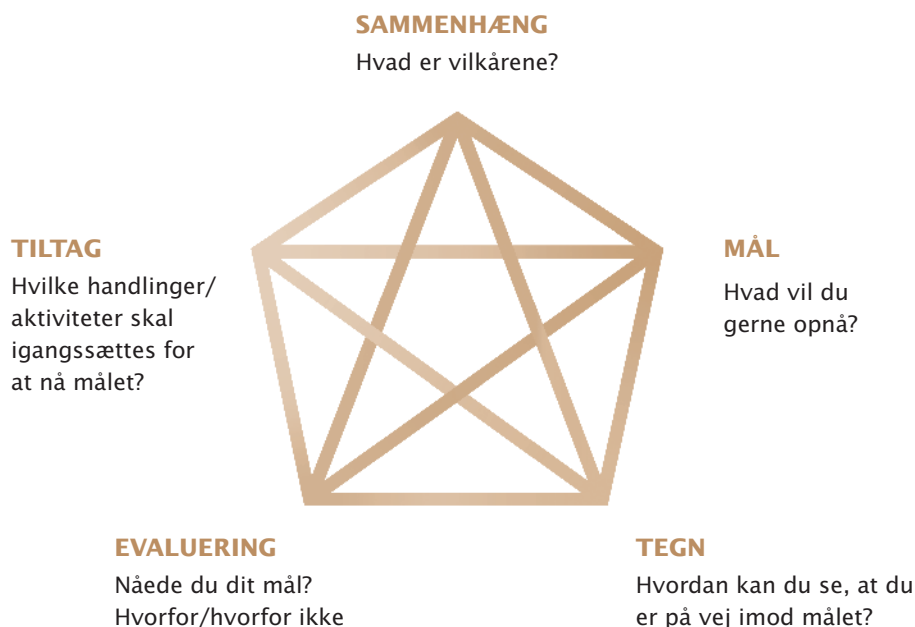 SAMMENHÆNG
Hvad er vilkårene?
TILTAG
Hvilke handlinger/
aktiviteter skal
igangssættes for
at nå målet?
MÅL
Hvad vil du
gerne opnå?
EVALUERING
Nåede du dit mål?
Hvorfor/hvorfor ikke
TEGN
Hvordan kan du se, at du
er på vej imod målet?